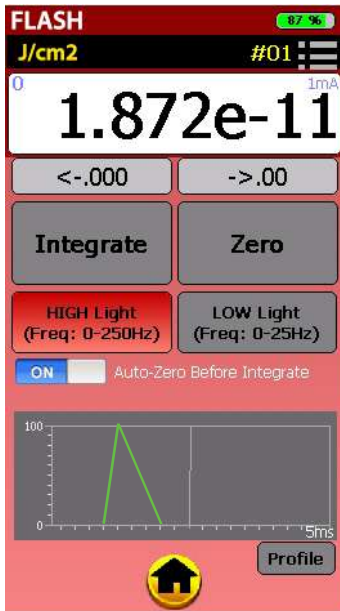 FLASH
87 %
J/cm2
#01
0
1mA
1.872e-11
<-.000
->.00
Integrate
Zero
HIGH Light
(Freq: 0-250Hz)
LOW Light
(Freq: 0-25Hz)
ON
Auto-Zero Before Integrate
100
0
5ms
Profile